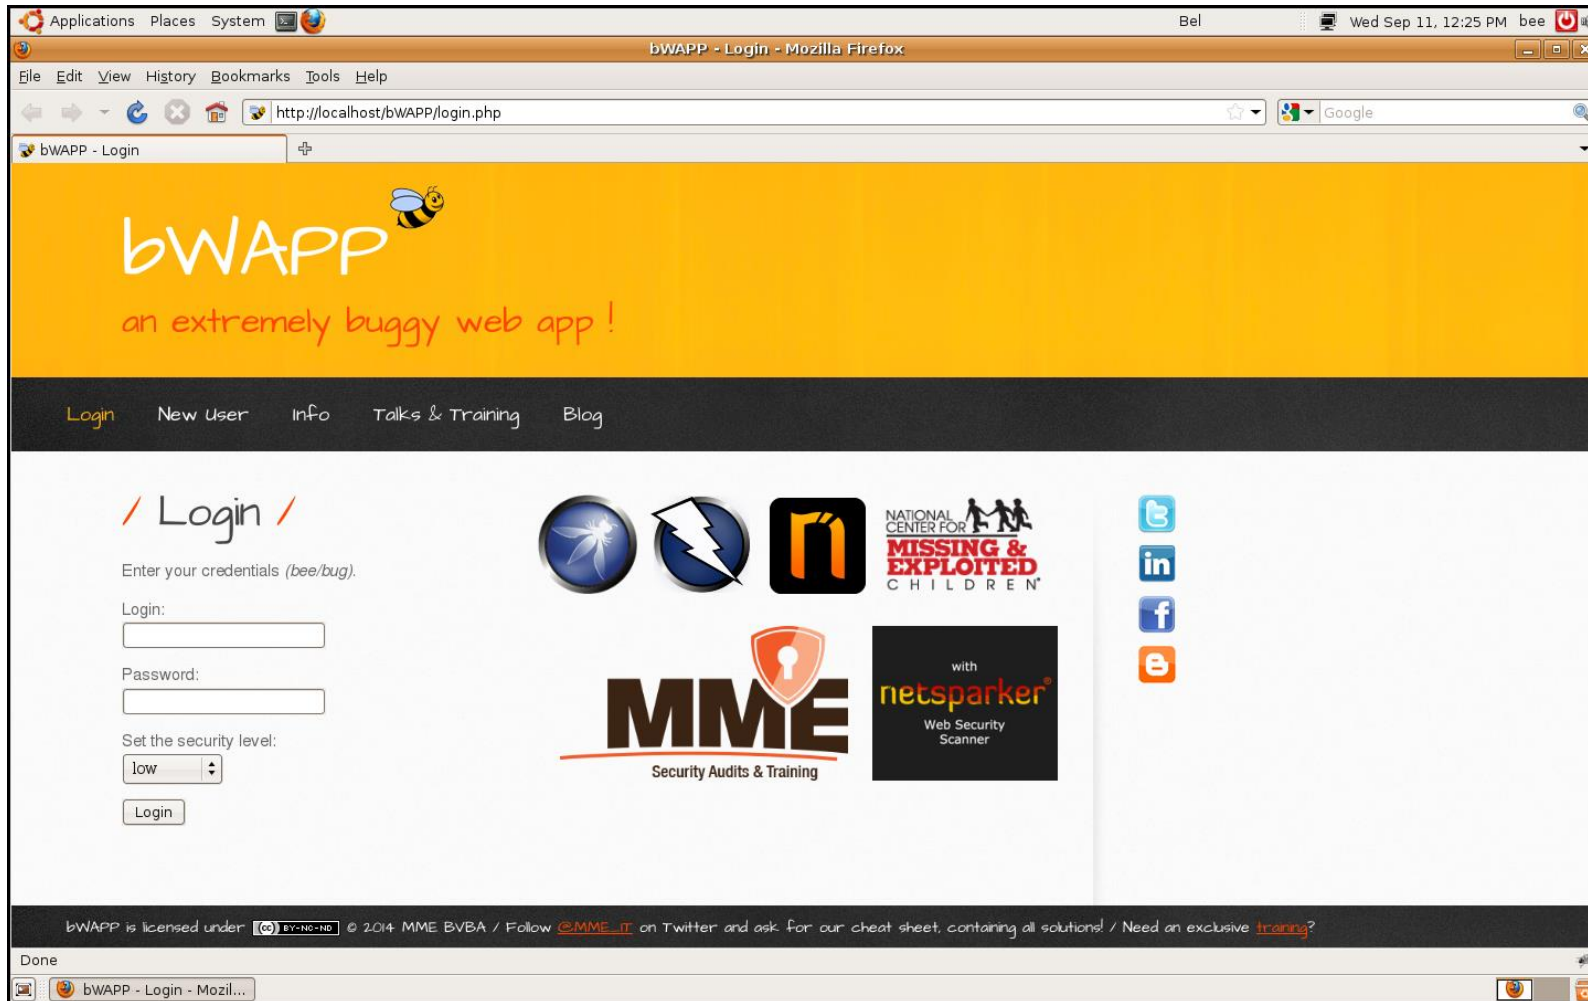 Applications Places System Bel Wed Sep 11, 12:25 PM bee
bWAPP - Login - Mozilla Firefox
File Edit View History Bookmarks Tools Help
http://localhost/bWAPP/login.php Google
bWAPP - Login
bWAPP
an extremely buggy web app !
Login New User Info Talks & Training Blog
/ Login /
Enter your credentials (bee/bug).
Login:
Password:
Set the security level:
low
Login
n
NATIONAL
CENTER FOR
MISSING &
EXPLOITED
CHILDREN®
MME
Security Audits & Training
with
netsparker®
Web Security
Scanner
in
f
bWAPP is licensed under (cc) BY-NC-ND © 2014 MME BVBA / Follow @MME_IT on Twitter and ask for our cheat sheet, containing all solutions! / Need an exclusive training?
Done
bWAPP - Login - Mozil...